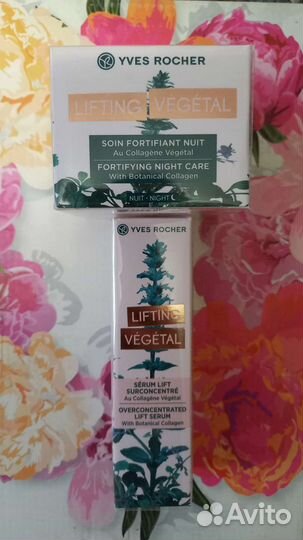 YVES ROCHER
LIFTING VÉGÉTAL
SOIN FORTIFIANT NUIT
Au Collagène Végétal
FORTIFYING NIGHT CARE
With Botanical Collagen
NUIT · NIGHT
YVES ROCHER
LIFTING
VÉGÉTAL
SÉRUM LIFT
SURCONCENTRÉ
Au Collagène Végétal
OVERCONCENTRATED
LIFT SERUM
With Botanical Collagen
Avito